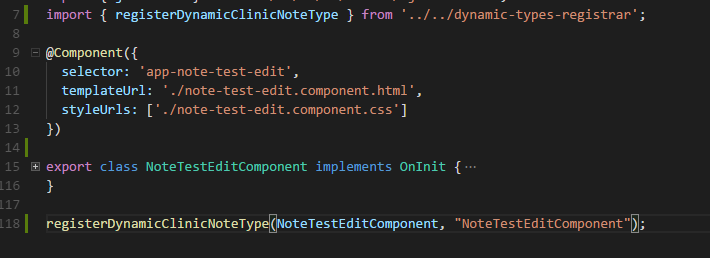 7 import { registerDynamicClinicNoteType } from '../../dynamic-types-registrar';
8
9 @Component({
10 selector: 'app-note-test-edit',
11 templateUrl: './note-test-edit.component.html',
12 styleUrls: ['./note-test-edit.component.css']
13 })
14
15 export class NoteTestEditComponent implements OnInit {…
116 }
117
118 registerDynamicClinicNoteType(NoteTestEditComponent, "NoteTestEditComponent");